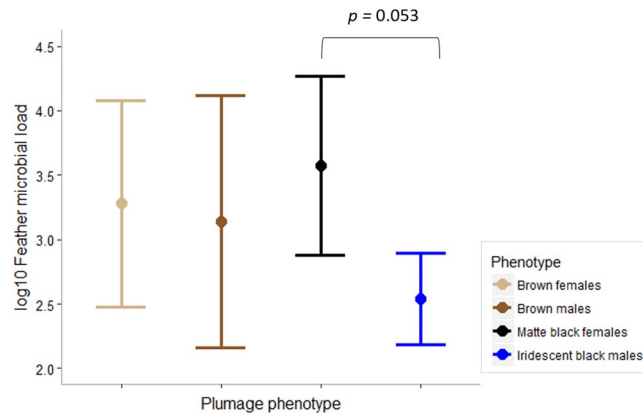 p = 0.053
4.5
4.0
3.5
3.0
2.5
2.0
log10 Feather microbial load
Plumage phenotype
Phenotype
Brown females
Brown males
Matte black females
Iridescent black males